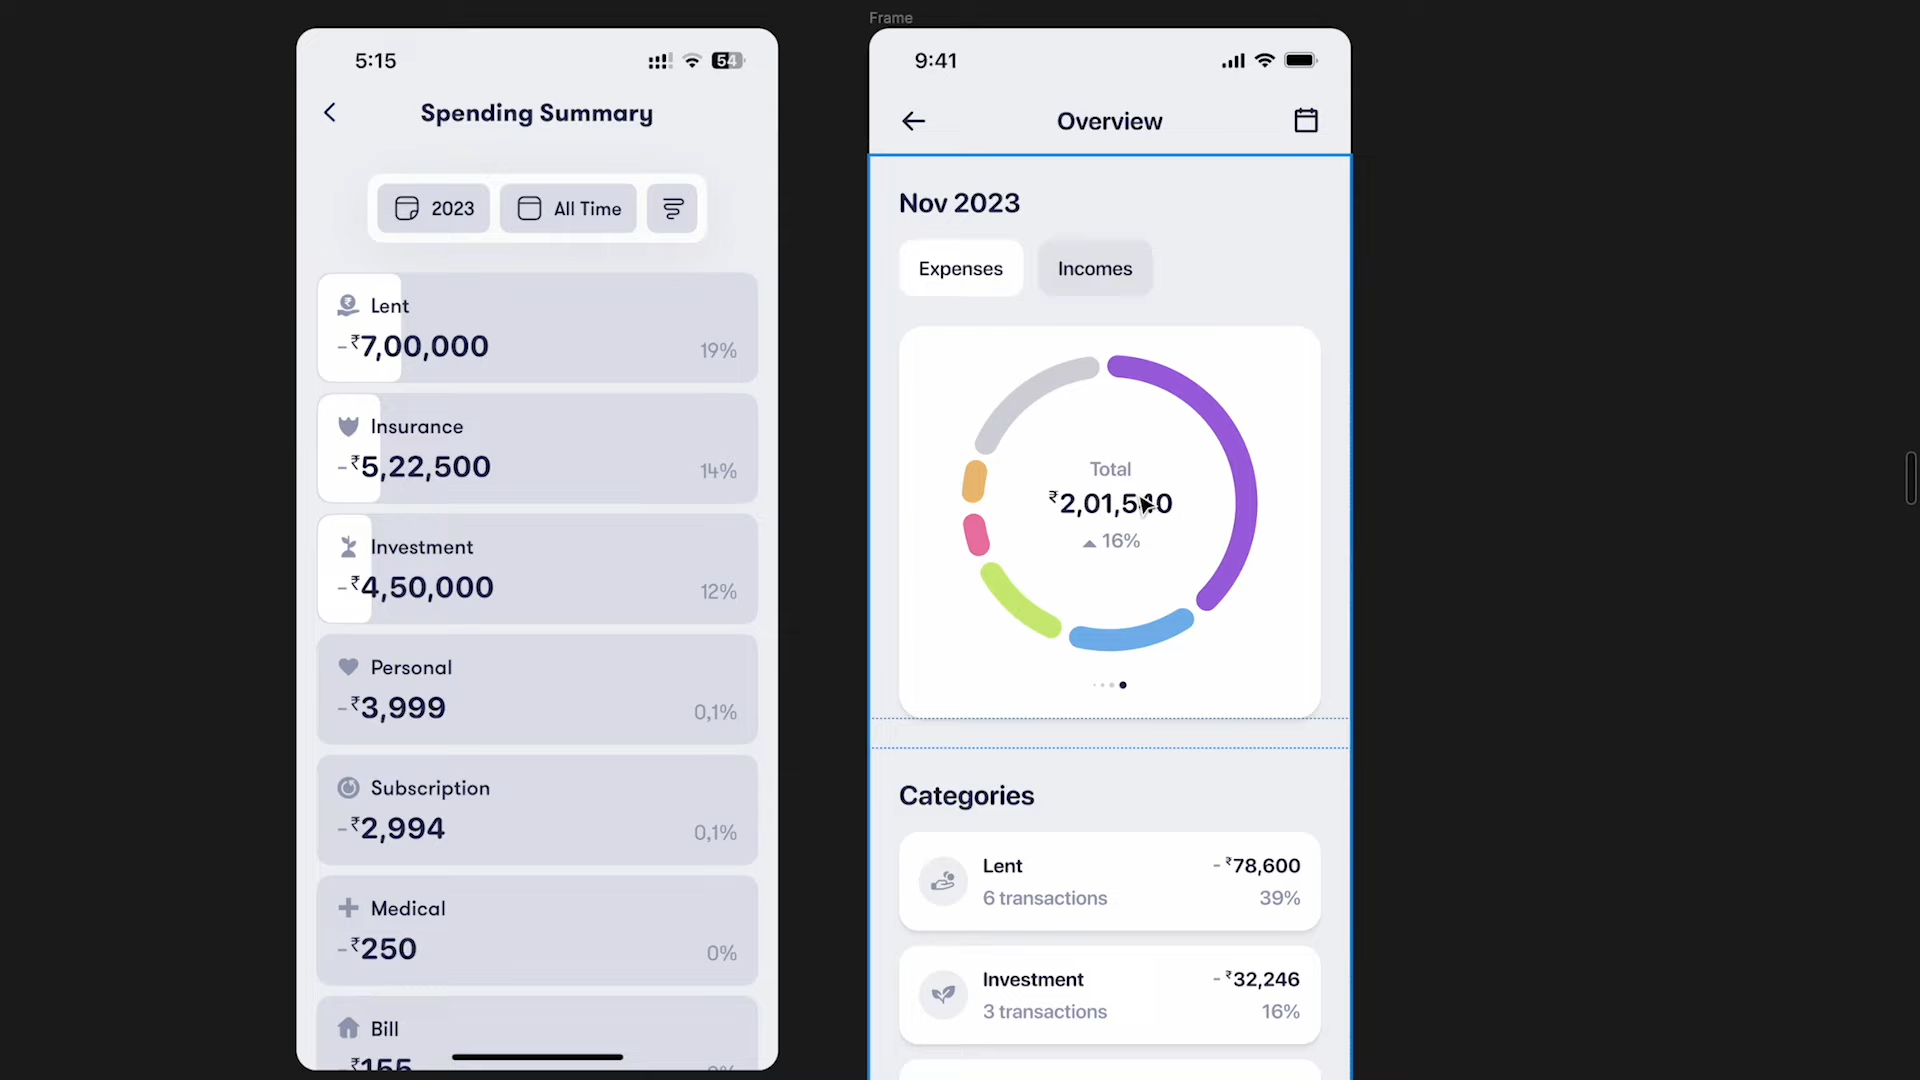 Frame
5:15
54
Spending Summary
2023
All Time
Lent
-₹7,00,000
19%
Insurance
-₹5,22,500
14%
Investment
-₹4,50,000
12%
Personal
-₹3,999
0,1%
Subscription
-₹2,994
0,1%
Medical
-₹250
0%
Bill
9:41
Overview
Nov 2023
Expenses
Incomes
Total
▲ 16%
Categories
Lent
-₹78,600
6 transactions
39%
Investment
-₹32,246
3 transactions
16%